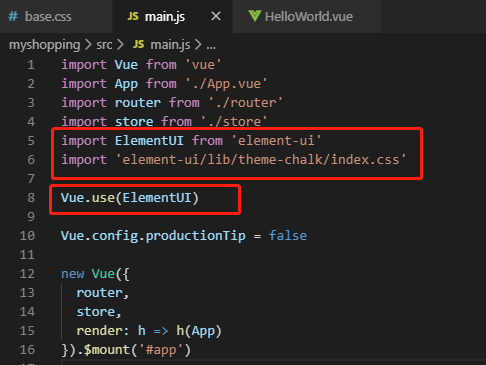 # base.css JS main.js X HelloWorld.vue
myshopping > src > JS main.js > ...
1 import Vue from 'vue'
2 import App from './App.vue'
3 import router from './router'
4 import store from './store'
5 import ElementUI from 'element-ui'
6 import 'element-ui/lib/theme-chalk/index.css'
7
8 Vue.use(ElementUI)
9
10 Vue.config.productionTip = false
11
12 new Vue({
13 router,
14 store,
15 render: h => h(App)
16 }).$mount('#app')